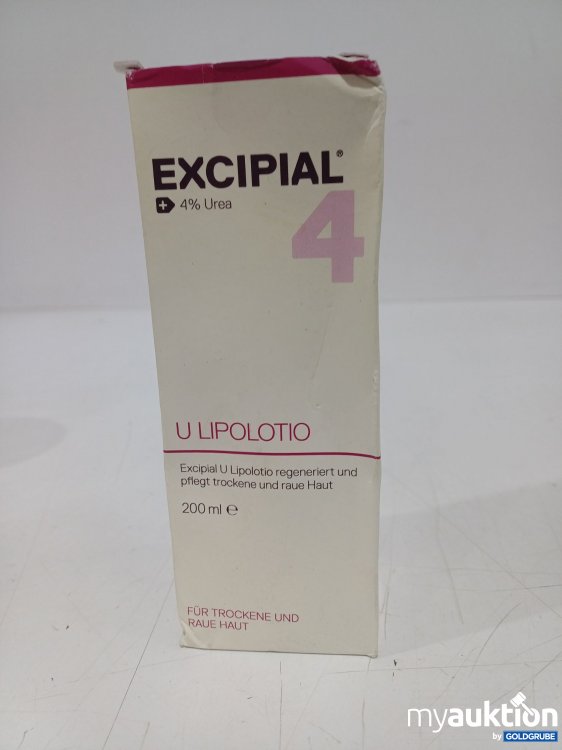 EXCIPIAL®
4% Urea
4
U LIPOLOTIO
Excipial U Lipolotio regeneriert und
pflegt trockene und raue Haut
200 ml ℮
FÜR TROCKENE UND
RAUE HAUT
myauktion
by GOLDGRUBE